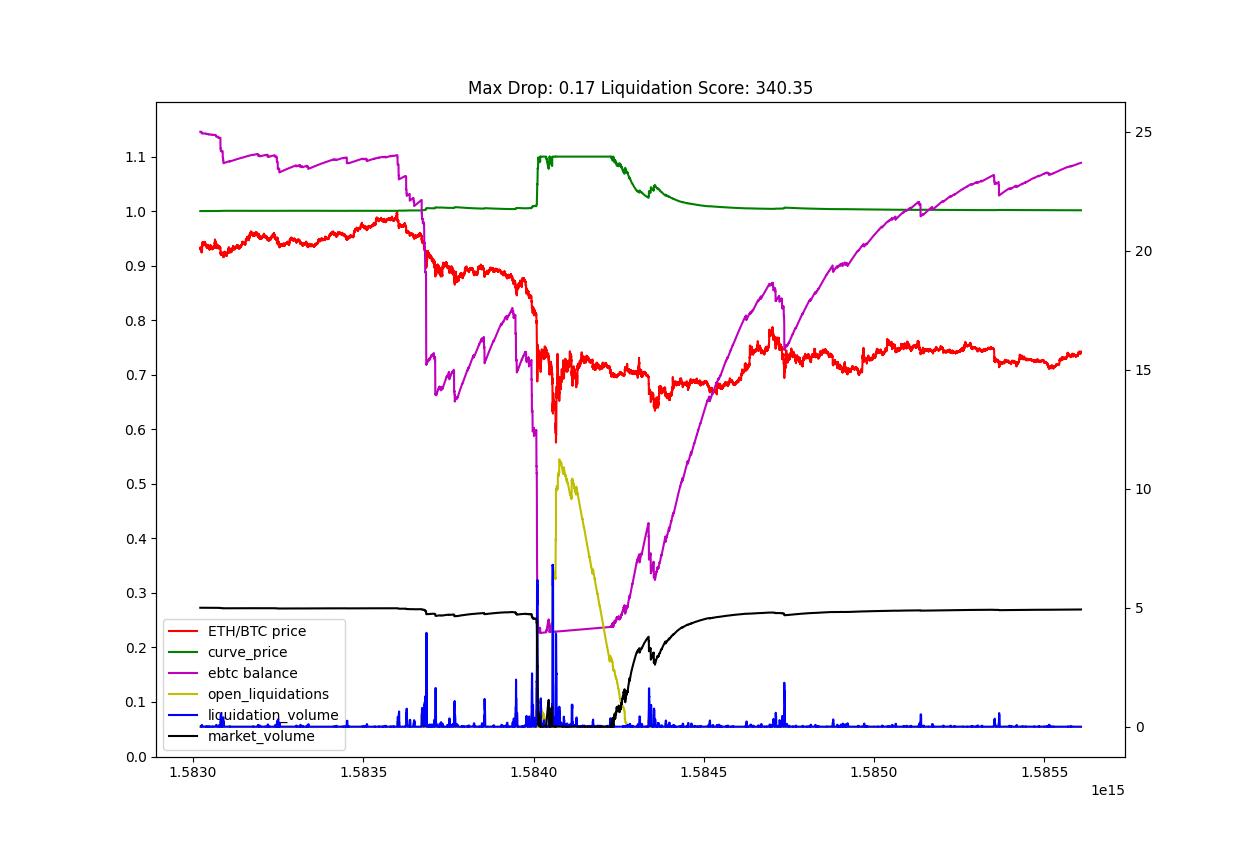 Max Drop: 0.17 Liquidation Score: 340.35
1.1
1.0
0.9
0.8
0.7
0.6
0.5
0.4
0.3
0.2
0.1
0.0
25
20
15
10
5
0
ETH/BTC price
curve_price
ebtc balance
open_liquidations
liquidation_volume
market_volume
1.5830 1.5835 1.5840 1.5845 1.5850 1.5855
1e15